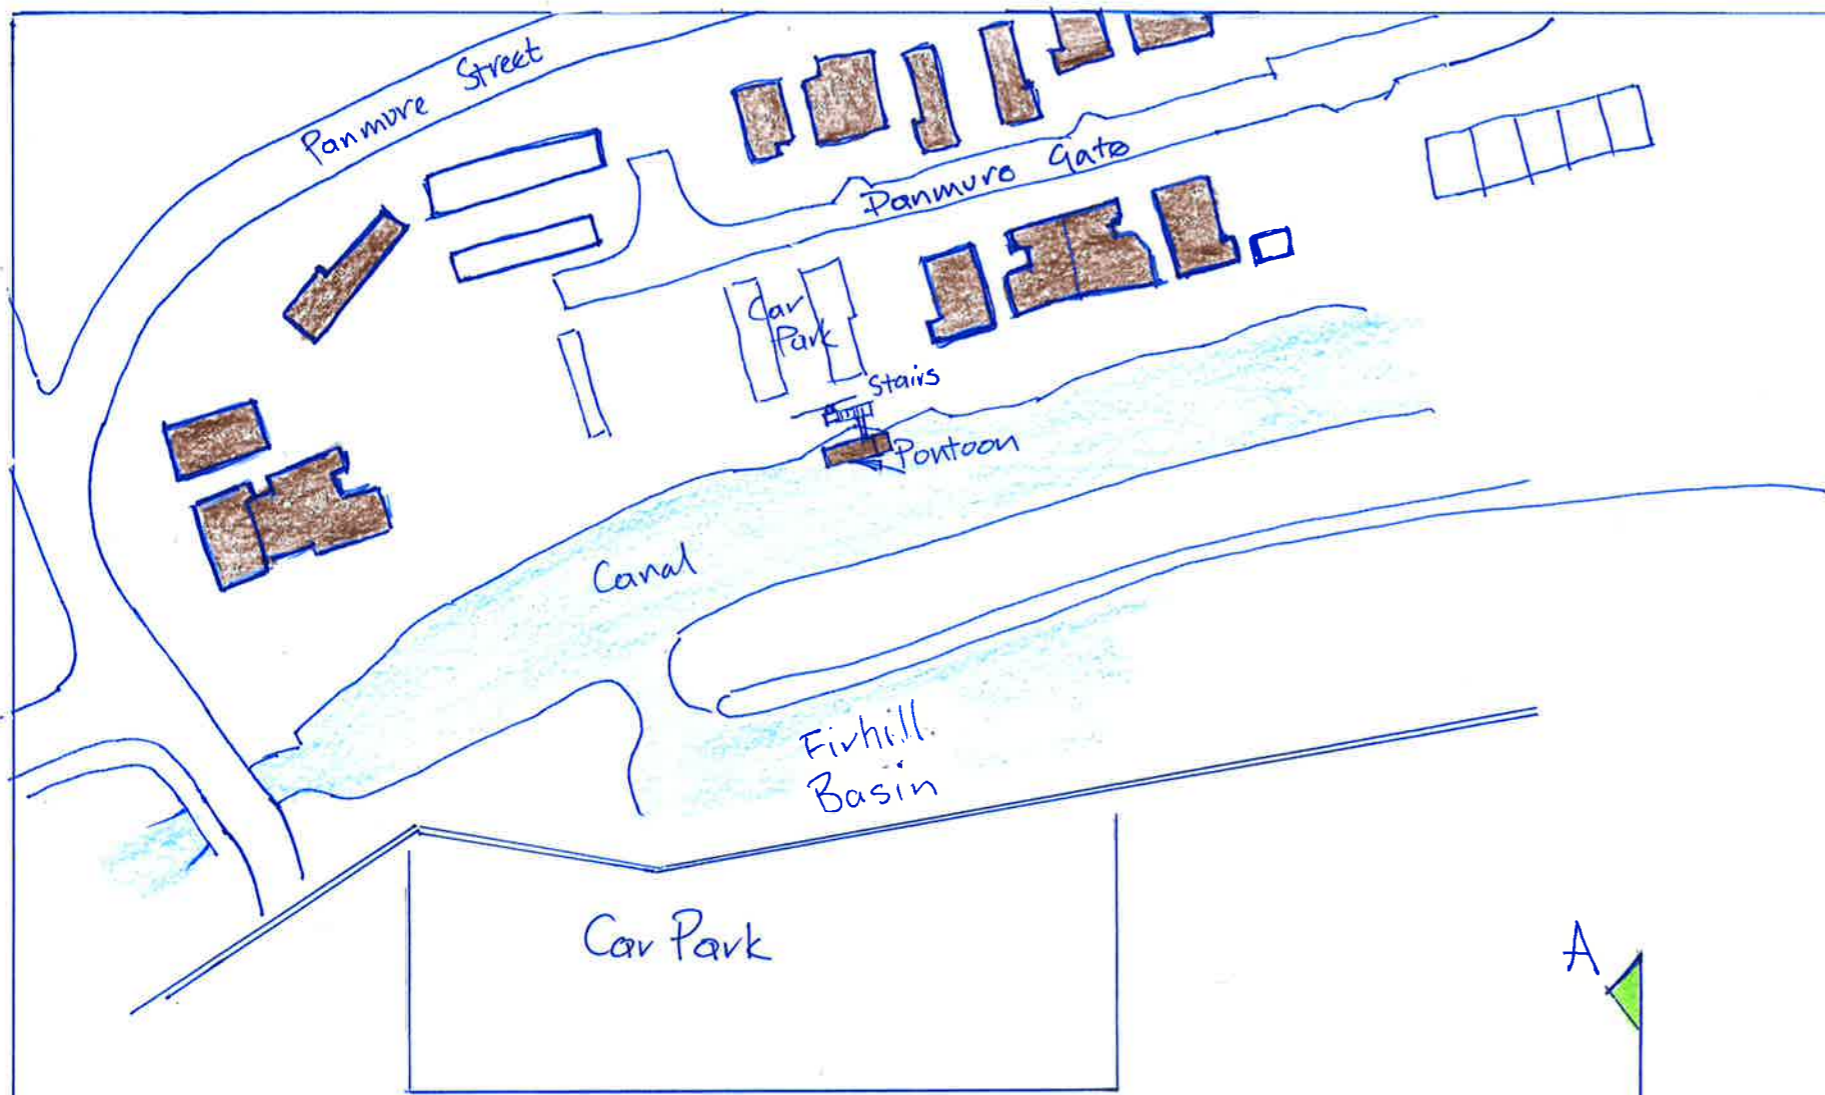 Panmure Street
Panmure Gate
Car
Park
Stairs
Pontoon
Canal
Firhill
Basin
Car Park
A